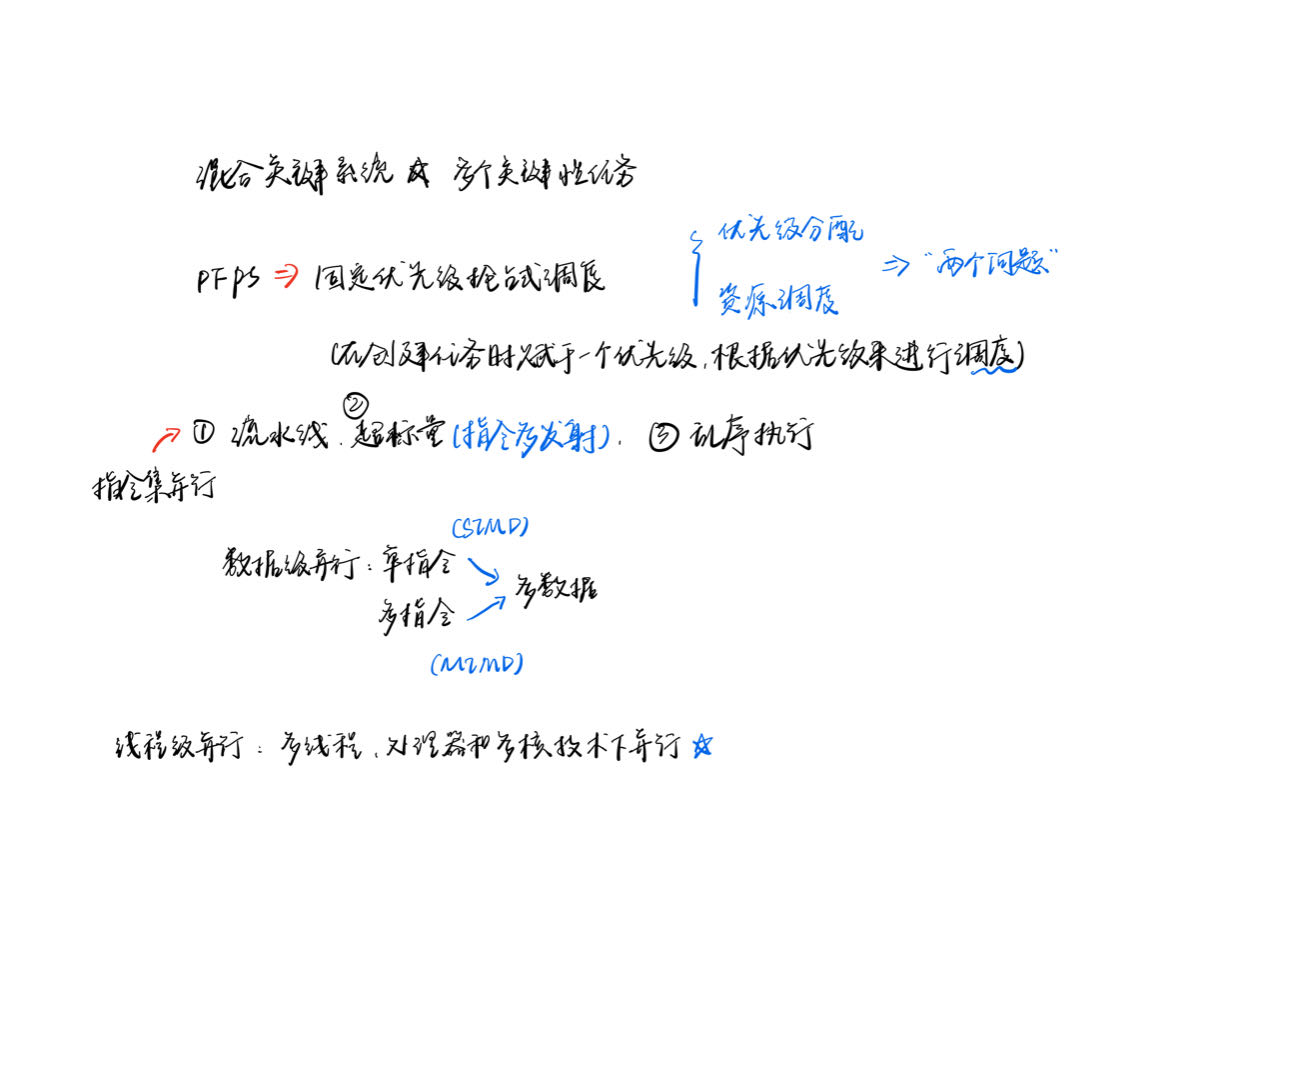 混合关键系统 ☆ 多个关键性任务
优先级分配
PFPS ⇒ 固定优先级抢占式调度
⇒ "两个问题"
资源调度
(在创建任务时赋于一个优先级,根据优先级来进行调度)
① 流水线、② 超标量(指令多发射)、③ 乱序执行
指令集并行
(SIMD)
数据级并行:单指令
多数据
多指令
(MIMD)
线程级并行:多线程、处理器和多核技术下并行 ☆